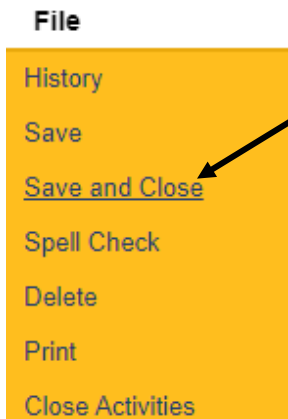 File
History
Save
Save and Close
Spell Check
Delete
Print
Close Activities